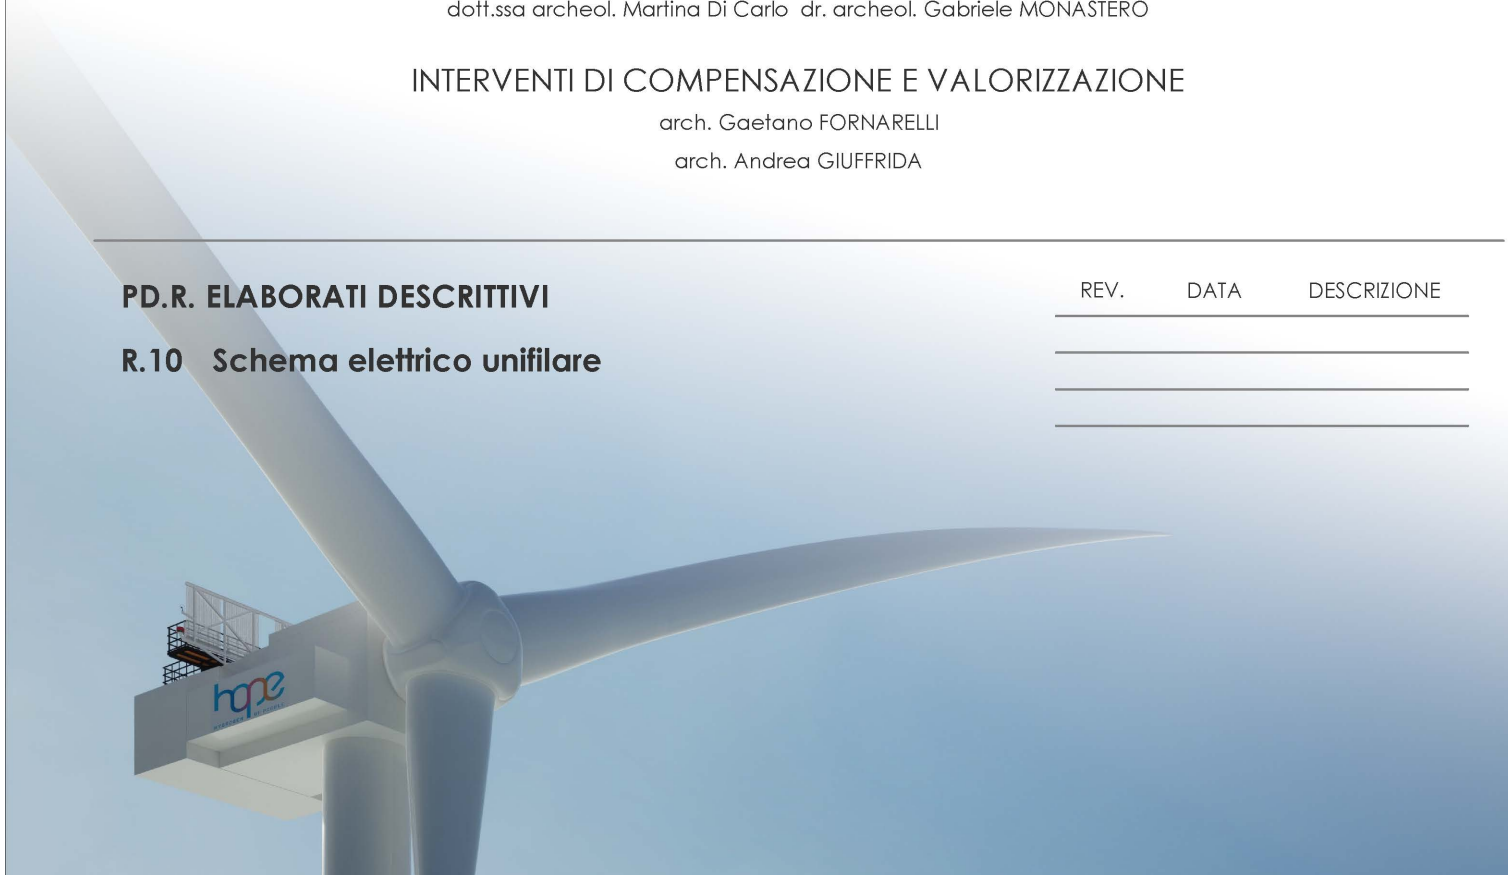 dott.ssa archeol. Martina Di Carlo dr. archeol. Gabriele MONASTERO
INTERVENTI DI COMPENSAZIONE E VALORIZZAZIONE
arch. Gaetano FORNARELLI
arch. Andrea GIUFFRIDA
PD.R. ELABORATI DESCRITTIVI
REV. DATA DESCRIZIONE
R.10 Schema elettrico unifilare
hope